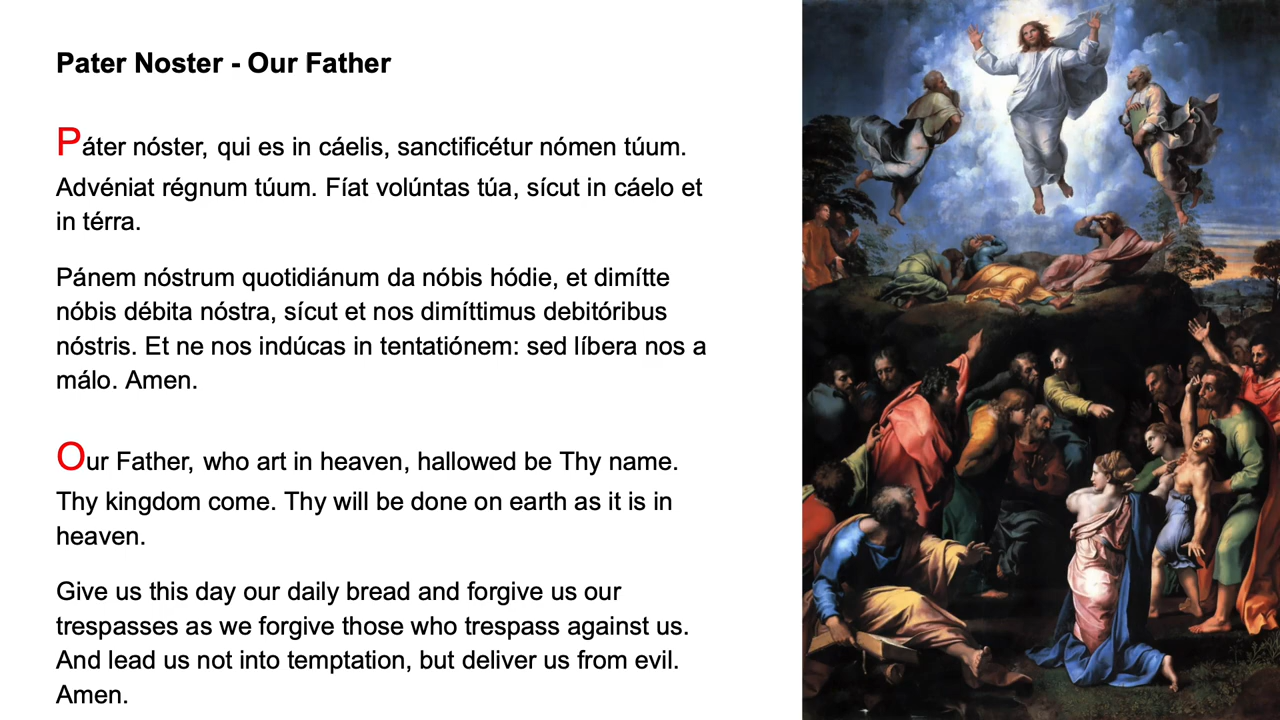 Pater Noster - Our Father
Páter nóster, qui es in cáelis, sanctificétur nómen túum.
Advéniat régnum túum. Fíat volúntas túa, sícut in cáelo et
in térra.
Pánem nóstrum quotidiánum da nóbis hódie, et dimítte
nóbis débita nóstra, sícut et nos dimíttimus debitóribus
nóstris. Et ne nos indúcas in tentatiónem: sed líbera nos a
málo. Amen.
Our Father, who art in heaven, hallowed be Thy name.
Thy kingdom come. Thy will be done on earth as it is in
heaven.
Give us this day our daily bread and forgive us our
trespasses as we forgive those who trespass against us.
And lead us not into temptation, but deliver us from evil.
Amen.